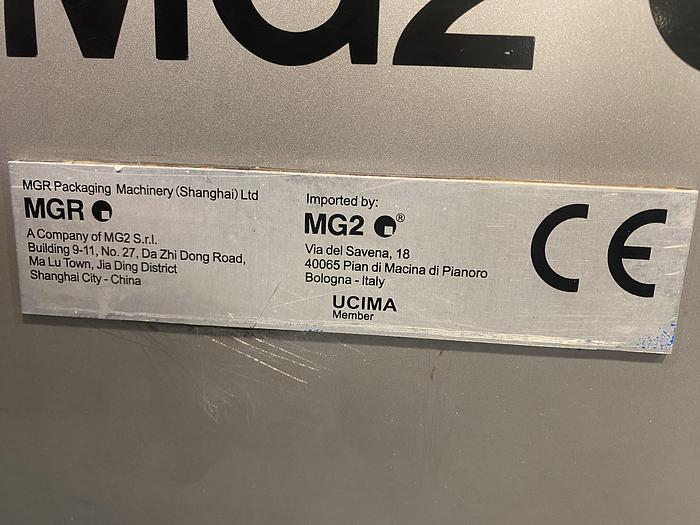 MG2
MGR Packaging Machinery (Shanghai) Ltd
MGR
A Company of MG2 S.r.l.
Building 9-11, No. 27, Da Zhi Dong Road,
Ma Lu Town, Jia Ding District
Shanghai City - China
Imported by:
MG2 ®
Via del Savena, 18
40065 Pian di Macina di Pianoro
Bologna - Italy
UCIMA
Member
CE